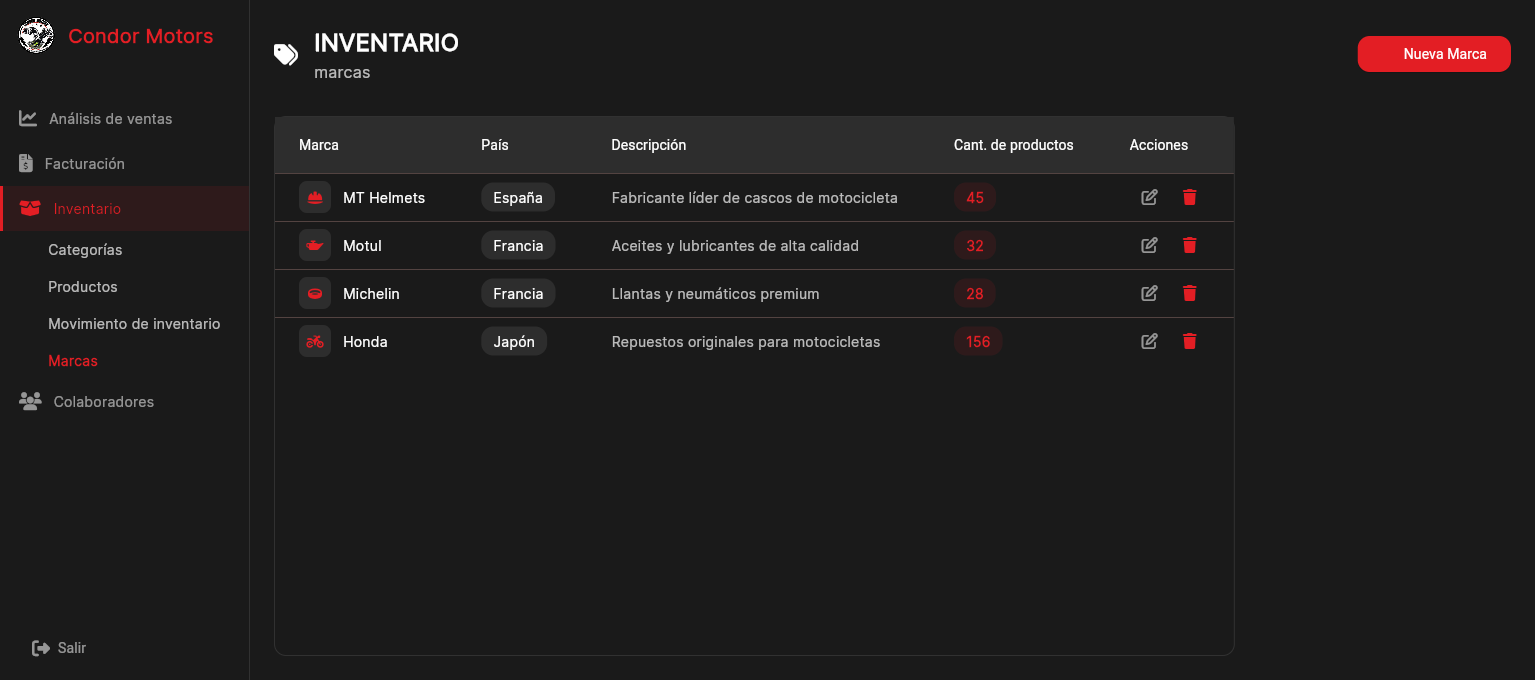 Condor Motors
Análisis de ventas
Facturación
Inventario
Categorías
Productos
Movimiento de inventario
Marcas
Colaboradores
Salir
INVENTARIO
marcas
Nueva Marca
Marca País Descripción Cant. de productos Acciones
MT Helmets España Fabricante líder de cascos de motocicleta 45
Motul Francia Aceites y lubricantes de alta calidad 32
Michelin Francia Llantas y neumáticos premium 28
Honda Japón Repuestos originales para motocicletas 156